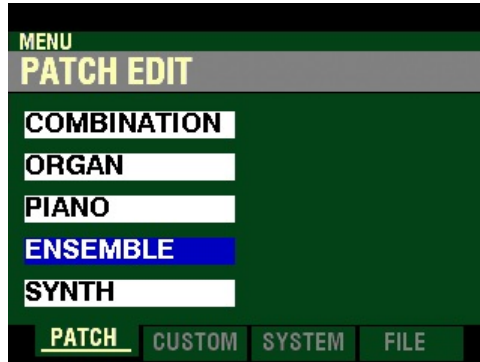 MENU
PATCH EDIT
COMBINATION
ORGAN
PIANO
ENSEMBLE
SYNTH
PATCH CUSTOM SYSTEM FILE